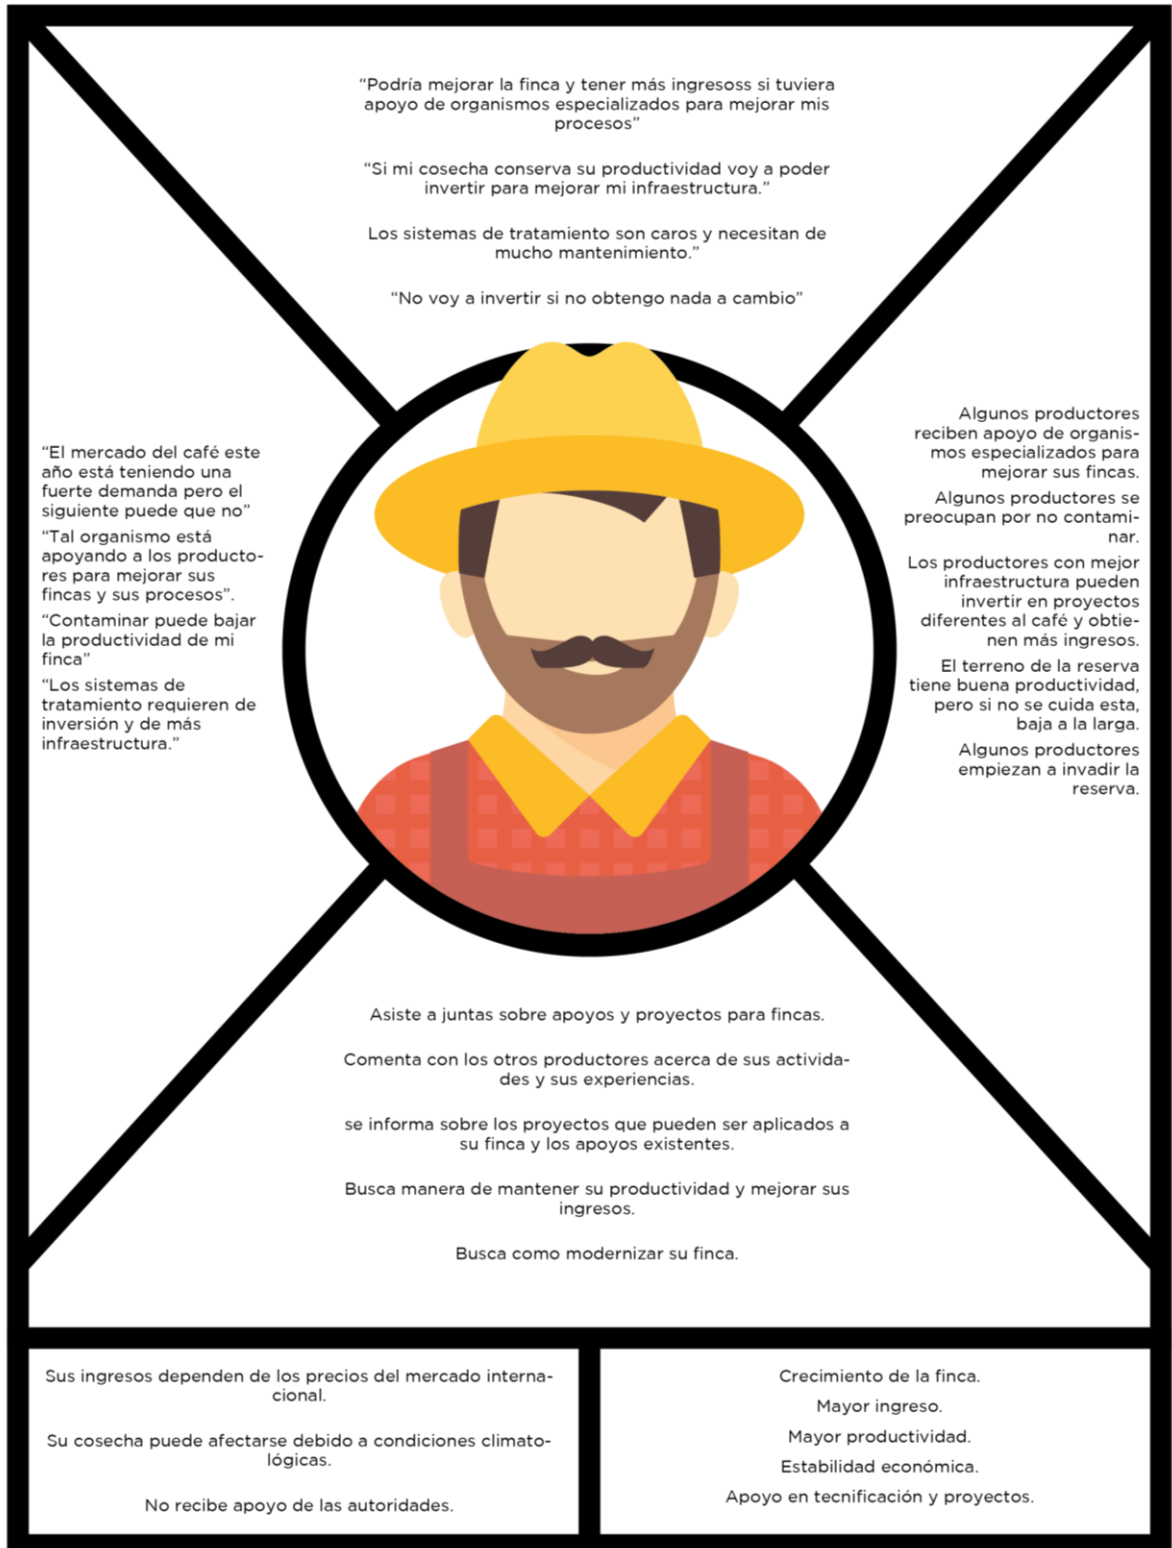 “Podría mejorar la finca y tener más ingresoss si tuviera
apoyo de organismos especializados para mejorar mis
procesos”
“Si mi cosecha conserva su productividad voy a poder
invertir para mejorar mi infraestructura.”
Los sistemas de tratamiento son caros y necesitan de
mucho mantenimiento.”
“No voy a invertir si no obtengo nada a cambio”
“El mercado del café este
año está teniendo una
fuerte demanda pero el
siguiente puede que no”
“Tal organismo está
apoyando a los producto-
res para mejorar sus
fincas y sus procesos”.
“Contaminar puede bajar
la productividad de mi
finca”
“Los sistemas de
tratamiento requieren de
inversión y de más
infraestructura.”
Algunos productores
reciben apoyo de organis-
mos especializados para
mejorar sus fincas.
Algunos productores se
preocupan por no contami-
nar.
Los productores con mejor
infraestructura pueden
invertir en proyectos
diferentes al café y obtie-
nen más ingresos.
El terreno de la reserva
tiene buena productividad,
pero si no se cuida esta,
baja a la larga.
Algunos productores
empiezan a invadir la
reserva.
Asiste a juntas sobre apoyos y proyectos para fincas.
Comenta con los otros productores acerca de sus activida-
des y sus experiencias.
se informa sobre los proyectos que pueden ser aplicados a
su finca y los apoyos existentes.
Busca manera de mantener su productividad y mejorar sus
ingresos.
Busca como modernizar su finca.
Sus ingresos dependen de los precios del mercado interna-
cional.
Su cosecha puede afectarse debido a condiciones climato-
lógicas.
No recibe apoyo de las autoridades.
Crecimiento de la finca.
Mayor ingreso.
Mayor productividad.
Estabilidad económica.
Apoyo en tecnificación y proyectos.